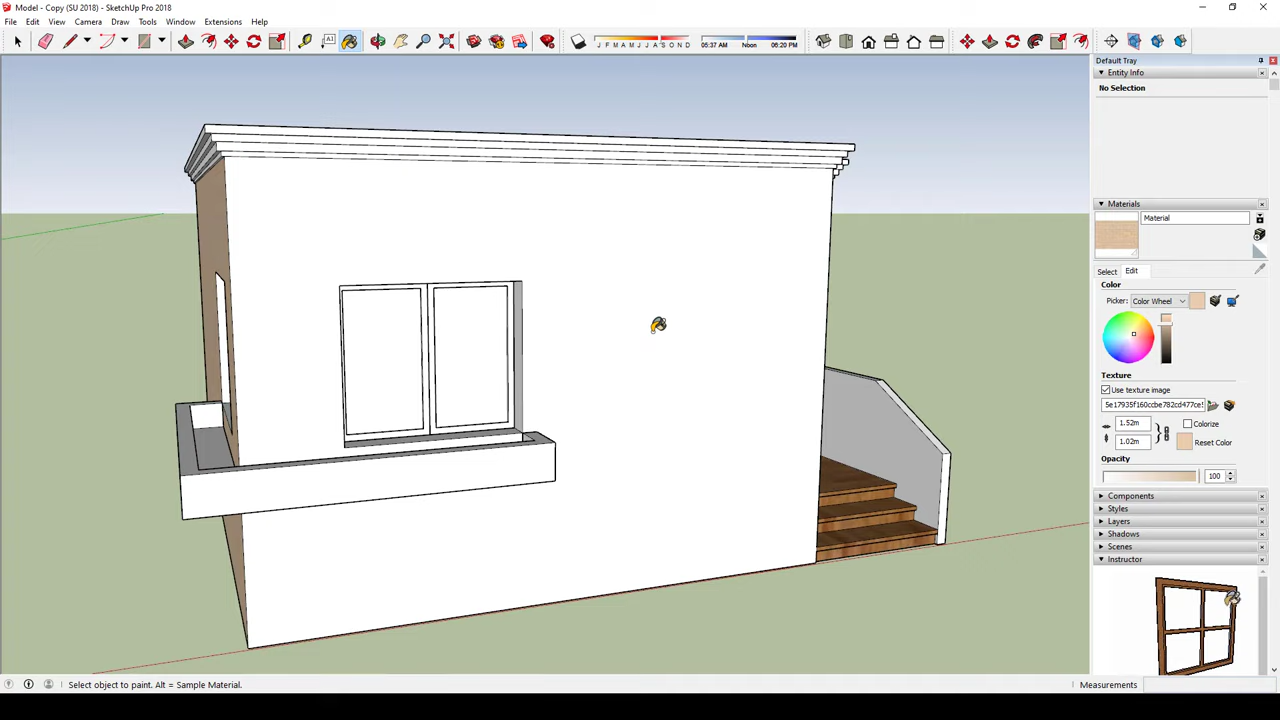 Model - Copy (SU 2018) - SketchUp Pro 2018
File Edit View Camera Draw Tools Window Extensions Help
A1
J F M A M J J A S O N D
05:37 AM Noon 06:20 PM
Default Tray
Entity Info
No Selection
Materials
Material
Select Edit
Color
Picker: Color Wheel
Texture
Use texture image
5e17935f160ccbe782cd477ce
1.52m
Colorize
1.02m
Reset Color
Opacity
100
Components
Styles
Layers
Shadows
Scenes
Instructor
Select object to paint. Alt = Sample Material.
Measurements